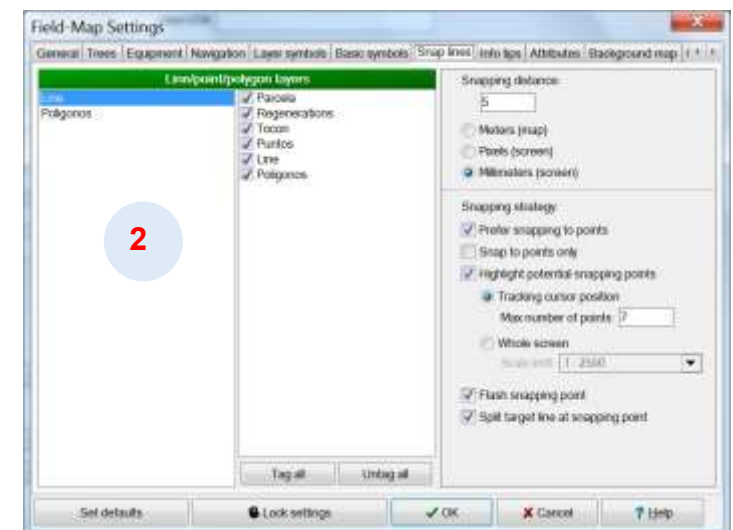 Field-Map Settings
General Trees Equipment Navigation Layer symbols Basic symbols Snap lines Info tips Attributes Background map
Line/point/polygon layers
Line
Poligonos
Parcela
Regenerations
Tocon
Puntos
Line
Poligonos
2
Tag all Untag all
Snapping distance
5
Meters (map)
Pixels (screen)
Millimeters (screen)
Snapping strategy
Prefer snapping to points
Snap to points only
Highlight potential snapping points
Tracking cursor position
Max number of points 7
Whole screen
Scale limit 1 : 2500
Flash snapping point
Split target line at snapping point
Set defaults Lock settings OK Cancel Help